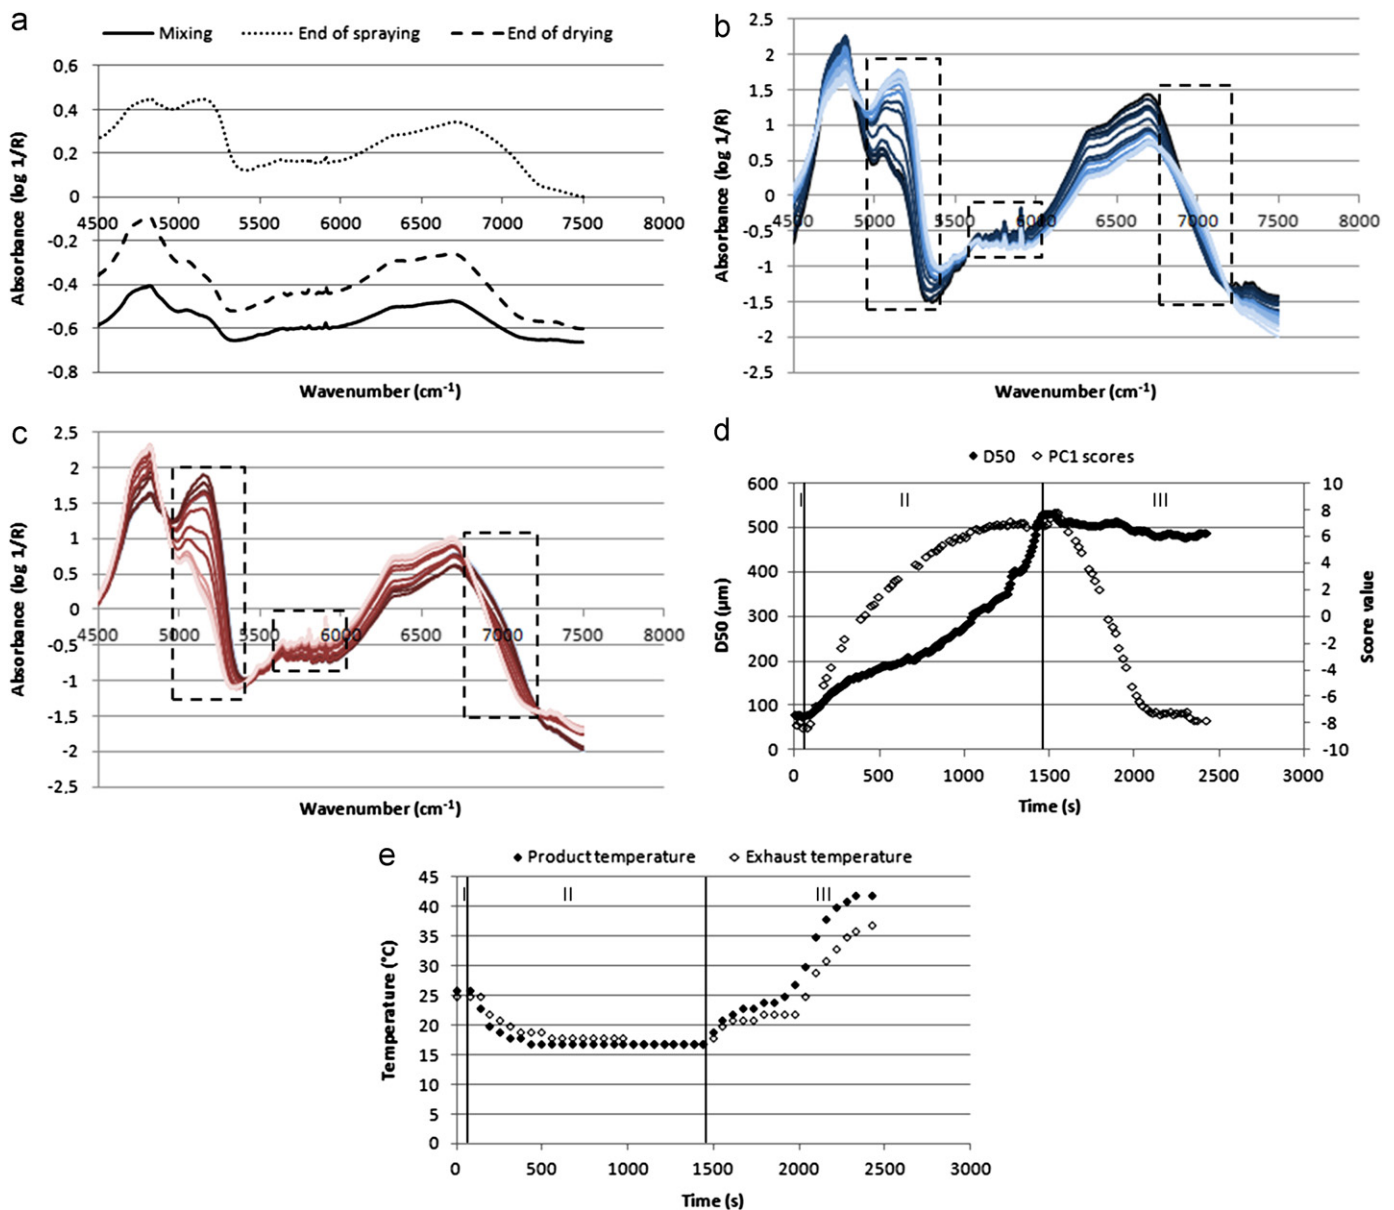 a
Mixing End of spraying End of drying
0,6
0,4
0,2
0
-0,2
-0,4
-0,6
-0,8
4500 5000 5500 6000 6500 7000 7500 8000
Absorbance (log 1/R)
Wavenumber (cm-1)
b
2.5
2
1.5
1
0.5
0
-0.5
-1
-1.5
-2
-2.5
4500 5000 5500 6000 6500 7000 7500 8000
Absorbance (log 1/R)
Wavenumber (cm-1)
c
2,5
2
1,5
1
0,5
0
-0,5
-1
-1,5
-2
-2,5
4500 5000 5500 6000 6500 7000 7500 8000
Absorbance (log 1/R)
Wavenumber (cm-1)
d
D50 PC1 scores
I II III
600
500
400
300
200
100
0
D50 (µm)
10
8
6
4
2
0
-2
-4
-6
-8
-10
Score value
0 500 1000 1500 2000 2500 3000
Time (s)
e
Product temperature Exhaust temperature
I II III
45
40
35
30
25
20
15
10
5
0
Temperature (°C)
0 500 1000 1500 2000 2500 3000
Time (s)